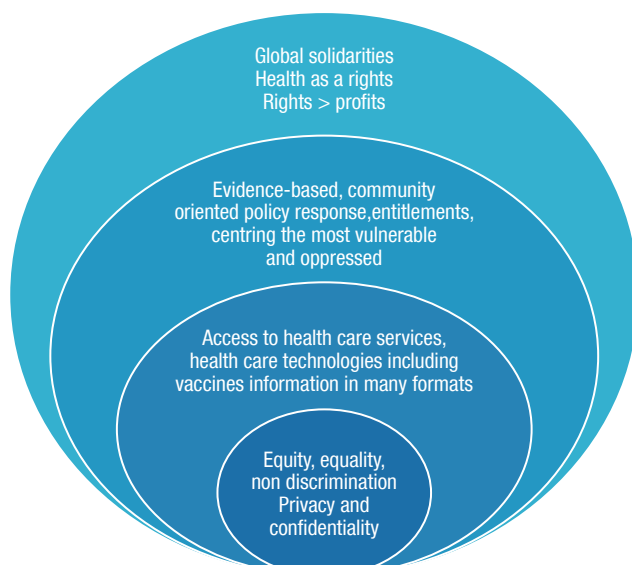 Global solidarities
Health as a rights
Rights > profits
Evidence-based, community
oriented policy response,entitlements,
centring the most vulnerable
and oppressed
Access to health care services,
health care technologies including
vaccines information in many formats
Equity, equality,
non discrimination
Privacy and
confidentiality